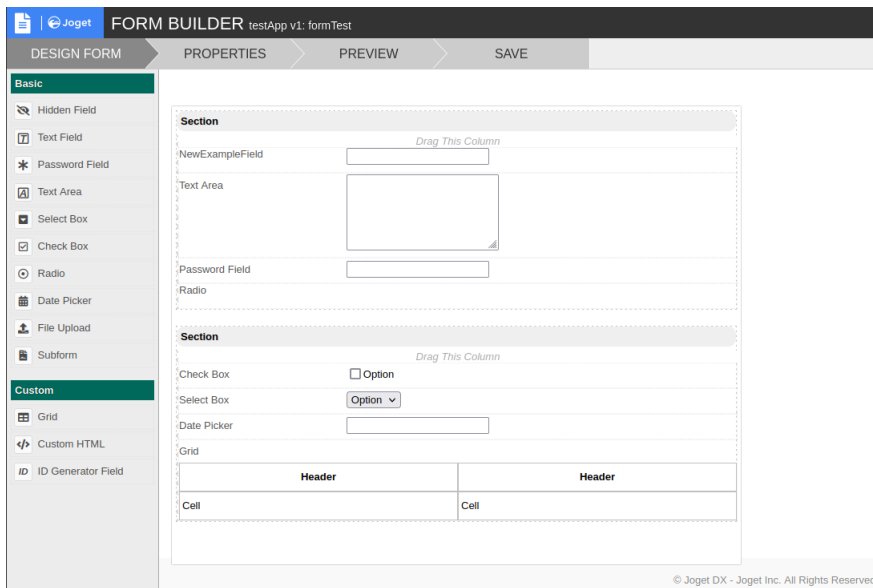 Joget FORM BUILDER testApp v1: formTest
DESIGN FORM PROPERTIES PREVIEW SAVE
Basic
Hidden Field
Text Field
Password Field
Text Area
Select Box
Check Box
Radio
Date Picker
File Upload
Subform
Custom
Grid
Custom HTML
ID ID Generator Field
Section
Drag This Column
NewExampleField
Text Area
Password Field
Radio
Section
Drag This Column
Check Box Option
Select Box Option
Date Picker
Grid
Header Header
Cell Cell
© Joget DX - Joget Inc. All Rights Reserved